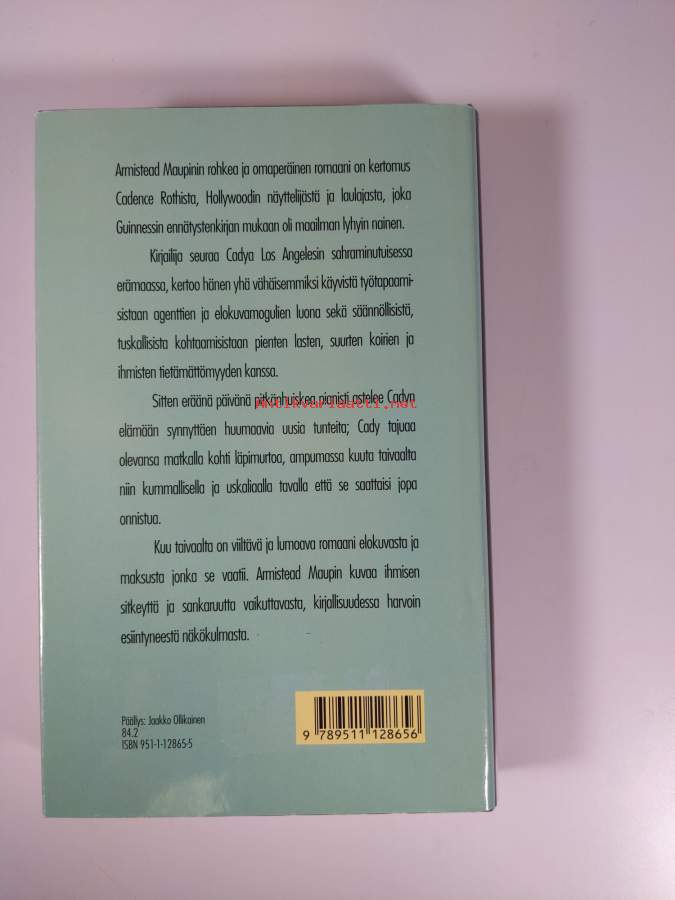 Armistead Maupinin rohkea ja omaperäinen romaani on kertomus
Cadence Rothista, Hollywoodin näyttelijästä ja laulajasta, joka
Guinnessin ennätystenkirjan mukaan oli maailman lyhyin nainen.
Kirjailija seuraa Cadya Los Angelesin sahraminutuisessa
erämaassa, kertoo hänen yhä vähäisemmiksi käyvistä työtapaami-
sistaan agenttien ja elokuvamogulien luona sekä säännöllisistä,
tuskallisista kohtaamisistaan pienten lasten, suurten koirien ja
ihmisten tietämättömyyden kanssa.
Sitten eräänä päivänä pitkänhuiskea pianisti astelee Cadyn
Antikvariaatti.net
elämään synnyttäen huumaavia uusia tunteita; Cady tajuaa
olevansa matkalla kohti läpimurtoa, ampumassa kuuta taivaalta
niin kummallisella ja uskaliaalla tavalla että se saattaisi jopa
onnistua.
Kuu taivaalta on viiltävä ja lumoava romaani elokuvasta ja
maksusta jonka se vaatii. Armistead Maupin kuvaa ihmisen
sitkeyttä ja sankaruutta vaikuttavasta, kirjallisuudessa harvoin
esiintyneestä näkökulmasta.
Päällys: Jaakko Ollikainen
84.2
ISBN 951-1-12865-5
9 789511 128656